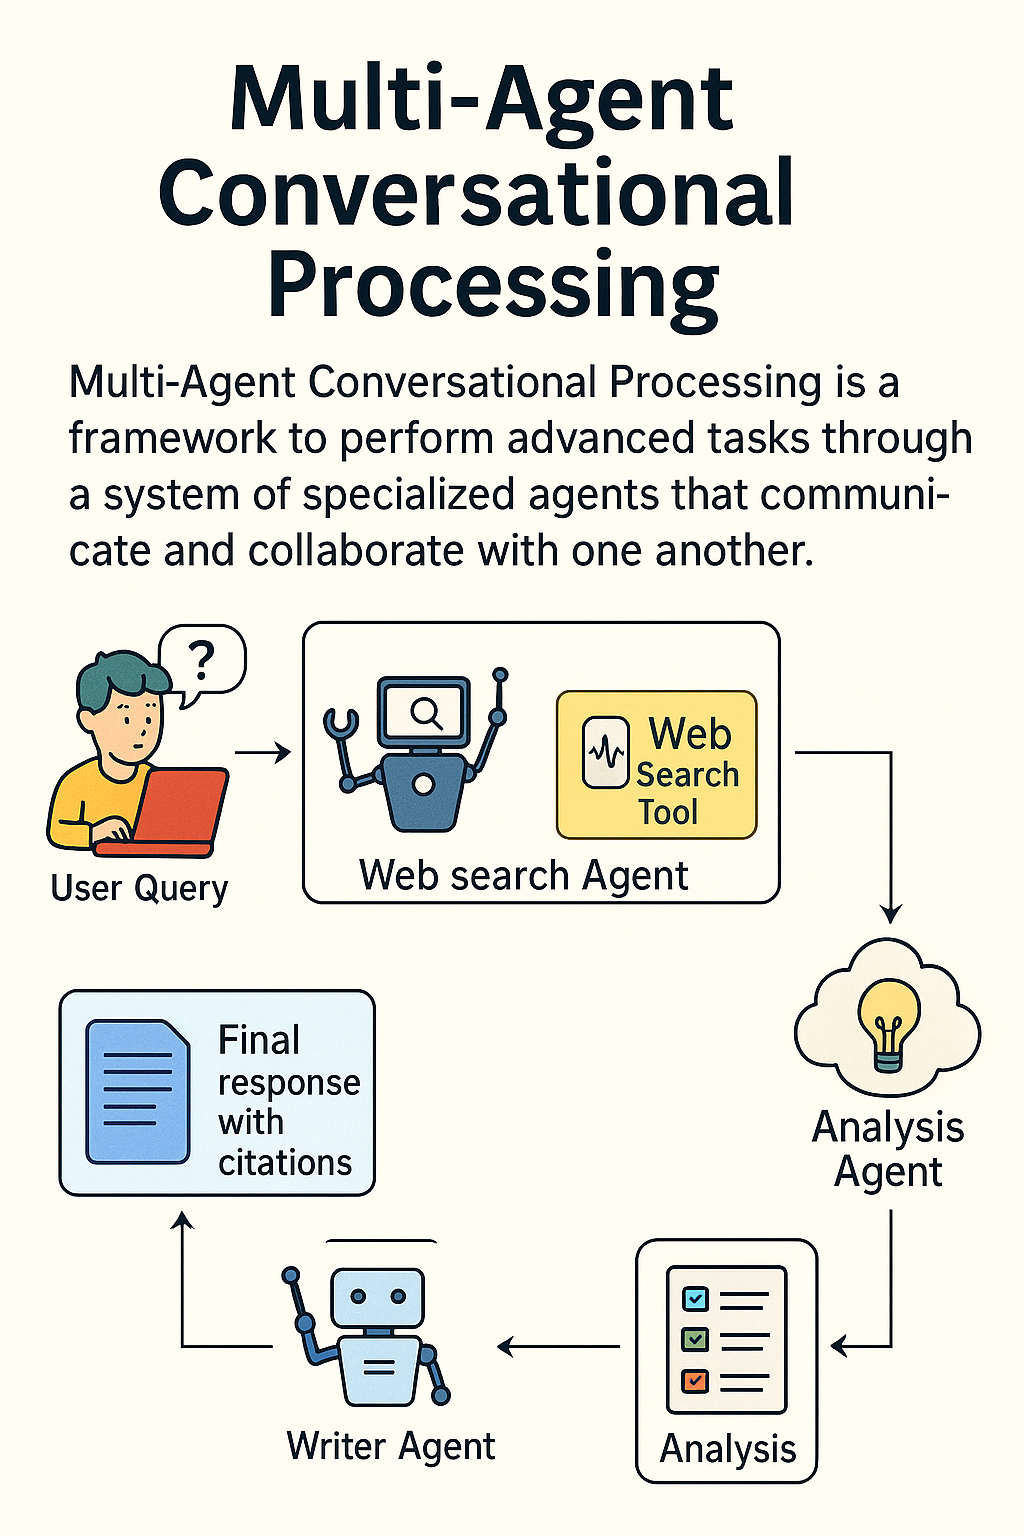 Multi-Agent
Conversational
Processing
Multi-Agent Conversational Processing is a
framework to perform advanced tasks through
a system of specialized agents that communi-
cate and collaborate with one another.
?
User Query
Web
Search
Tool
Web search Agent
Analysis
Agent
Final
response
with
citations
Writer Agent
Analysis